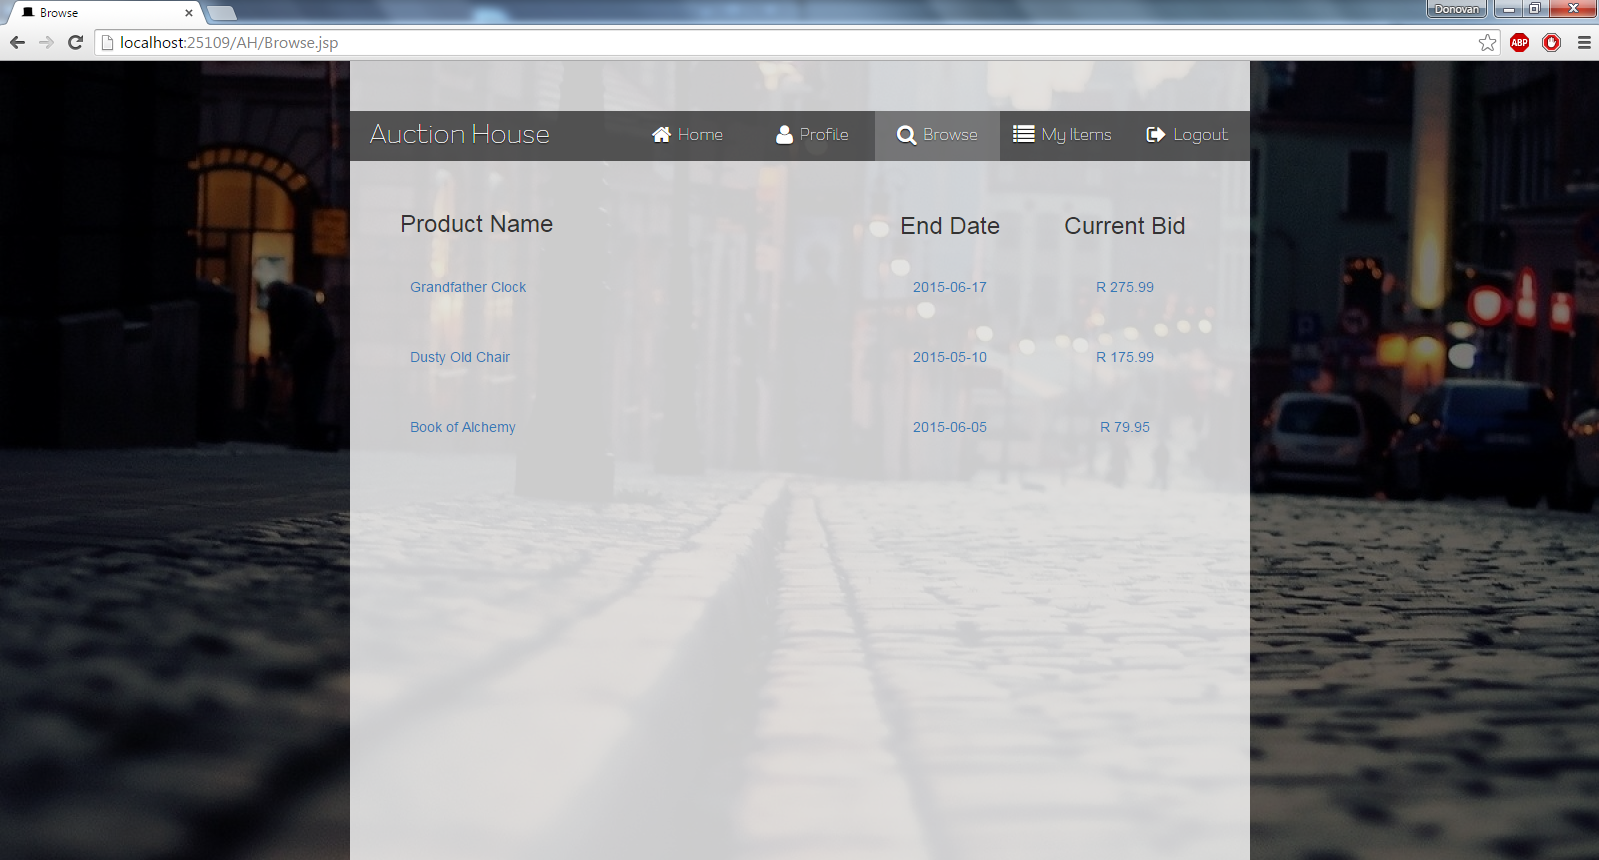 Browse
Donovan
localhost:25109/AH/Browse.jsp
ABP
Auction House Home Profile Browse My Items Logout
Product Name End Date Current Bid
Grandfather Clock 2015-06-17 R 275.99
Dusty Old Chair 2015-05-10 R 175.99
Book of Alchemy 2015-06-05 R 79.95